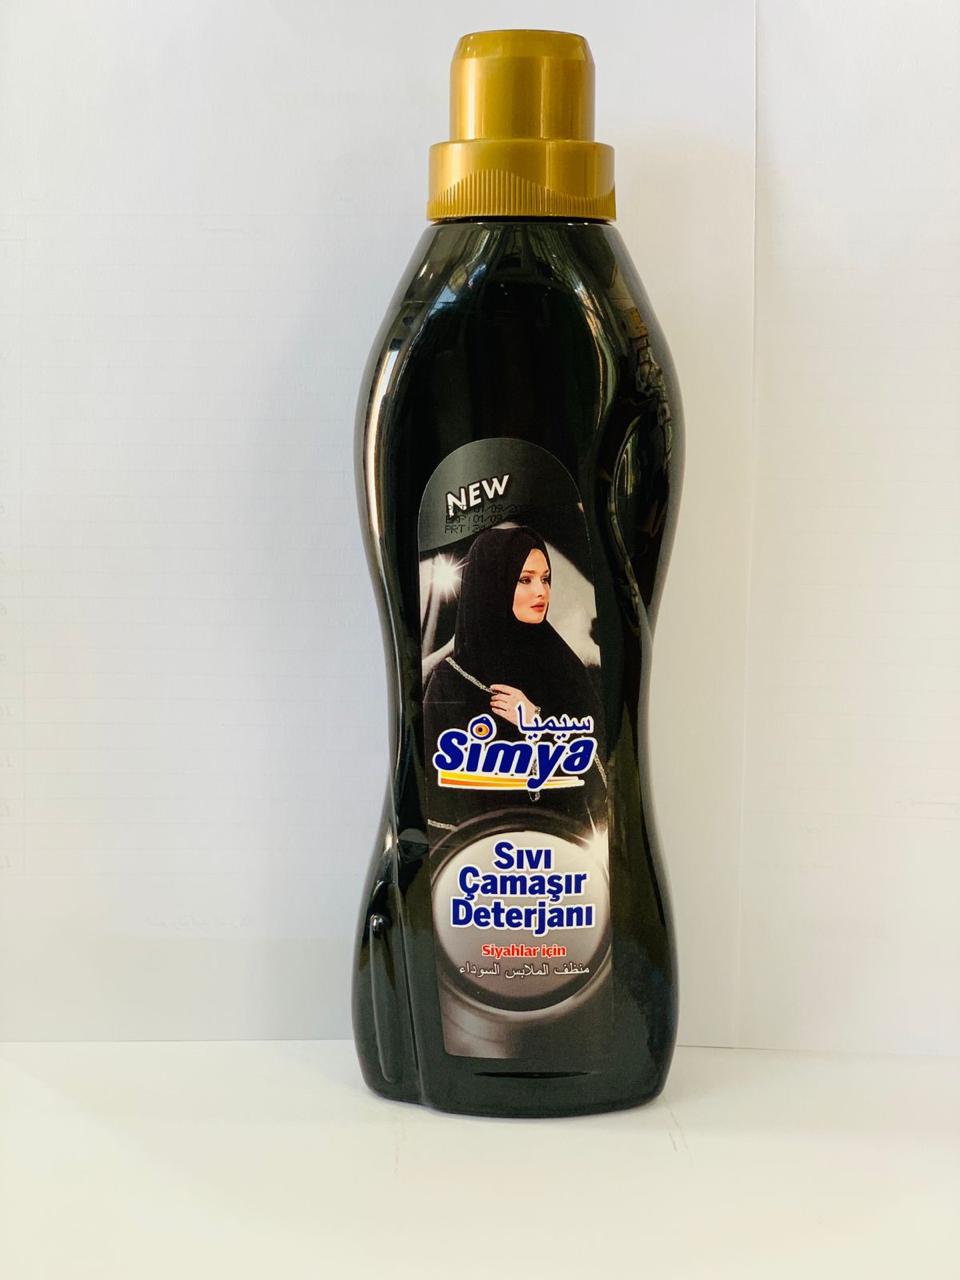 NEW
سيميا
Simya
Sıvı
Çamaşır
Deterjanı
Siyahlar için
منظف الملابس السوداء